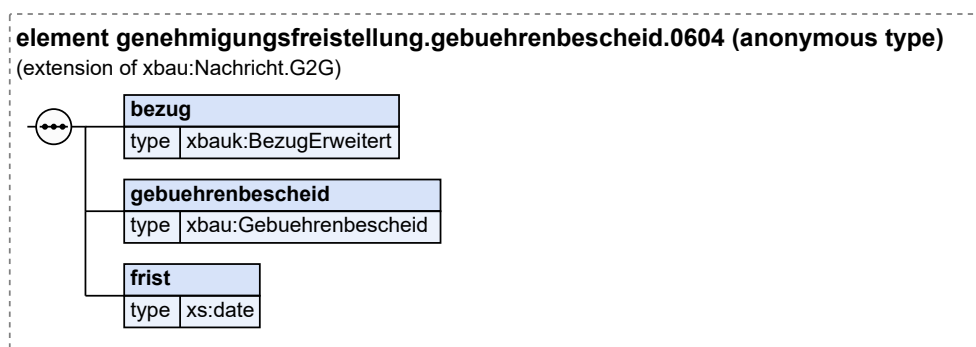 element genehmigungsfreistellung.gebuehrenbescheid.0604 (anonymous type)
(extension of xbau:Nachricht.G2G)
bezug
type xbauk:BezugErweitert
gebuehrenbescheid
type xbau:Gebuehrenbescheid
frist
type xs:date